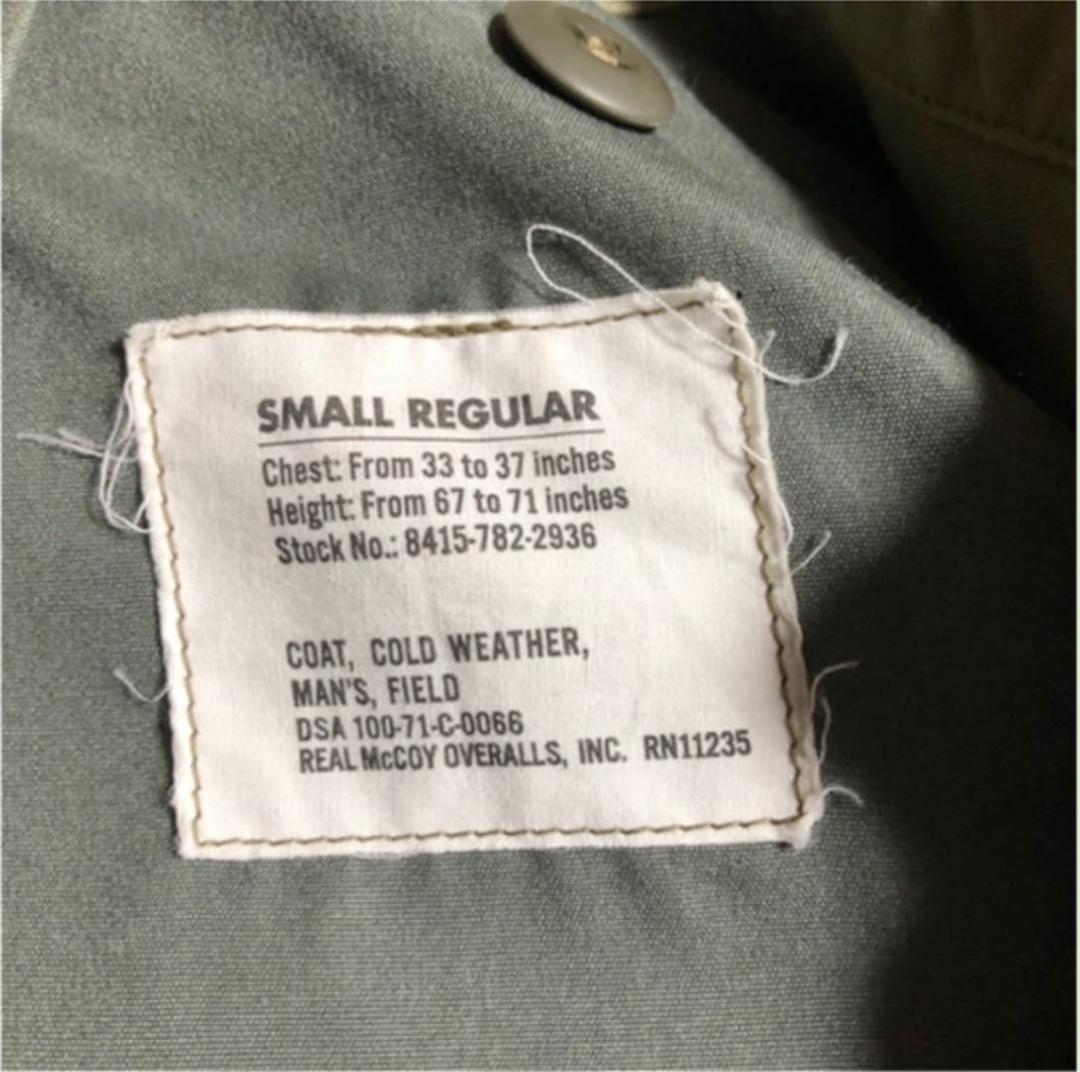 SMALL REGULAR
Chest: From 33 to 37 inches
Height: From 67 to 71 inches
Stock No.: 8415-782-2936
COAT, COLD WEATHER,
MAN'S, FIELD
DSA 100-71-C-0066
REAL McCOY OVERALLS, INC. RN11235